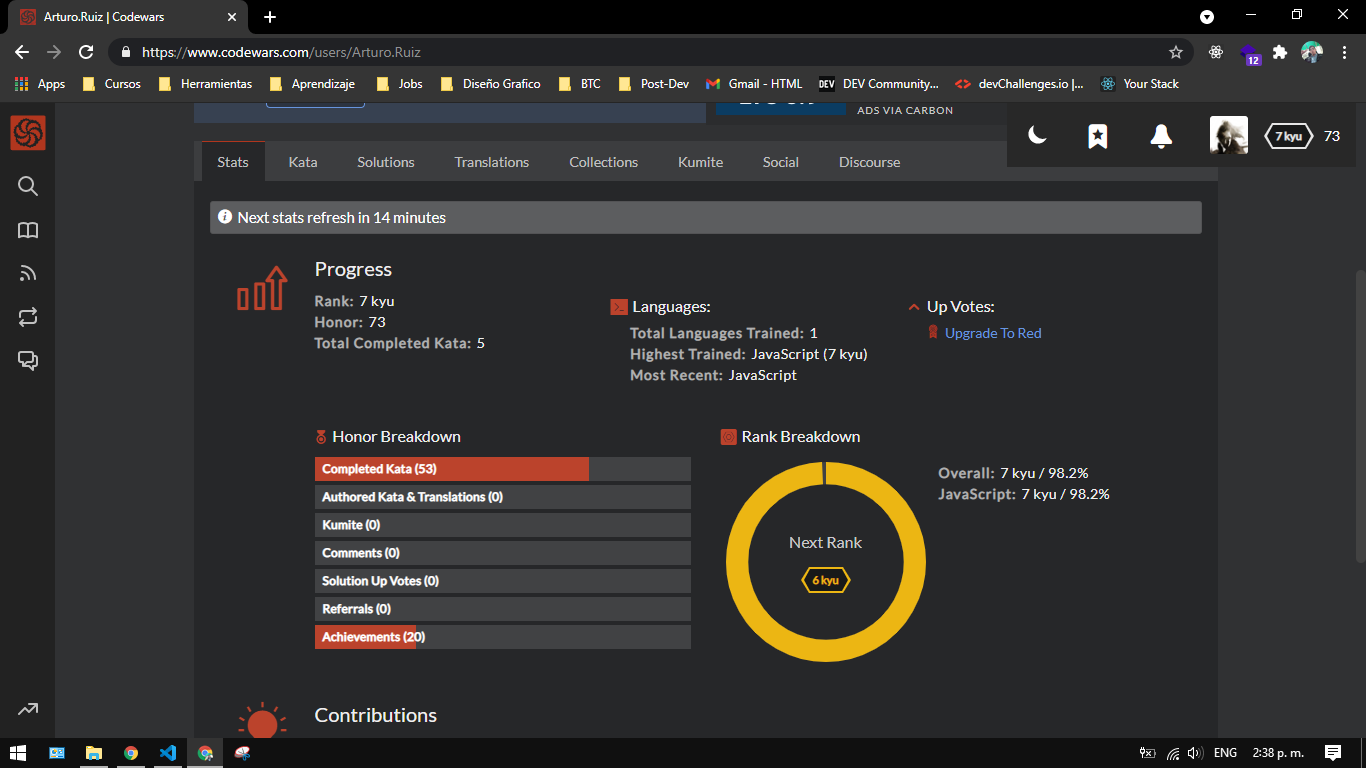 Arturo.Ruiz | Codewars
https://www.codewars.com/users/Arturo.Ruiz
12
Apps Cursos Herramientas Aprendizaje Jobs Diseño Grafico BTC Post-Dev Gmail - HTML DEV DEV Community... devChallenges.io |... Your Stack
ADS VIA CARBON
7 kyu 73
Stats Kata Solutions Translations Collections Kumite Social Discourse
Next stats refresh in 14 minutes
Progress
Rank: 7 kyu
Honor: 73
Total Completed Kata: 5
Languages:
Total Languages Trained: 1
Highest Trained: JavaScript (7 kyu)
Most Recent: JavaScript
Up Votes:
Upgrade To Red
Honor Breakdown
Completed Kata (53)
Authored Kata & Translations (0)
Kumite (0)
Comments (0)
Solution Up Votes (0)
Referrals (0)
Achievements (20)
Rank Breakdown
Next Rank
6 kyu
Overall: 7 kyu / 98.2%
JavaScript: 7 kyu / 98.2%
Contributions
ENG 2:38 p. m.